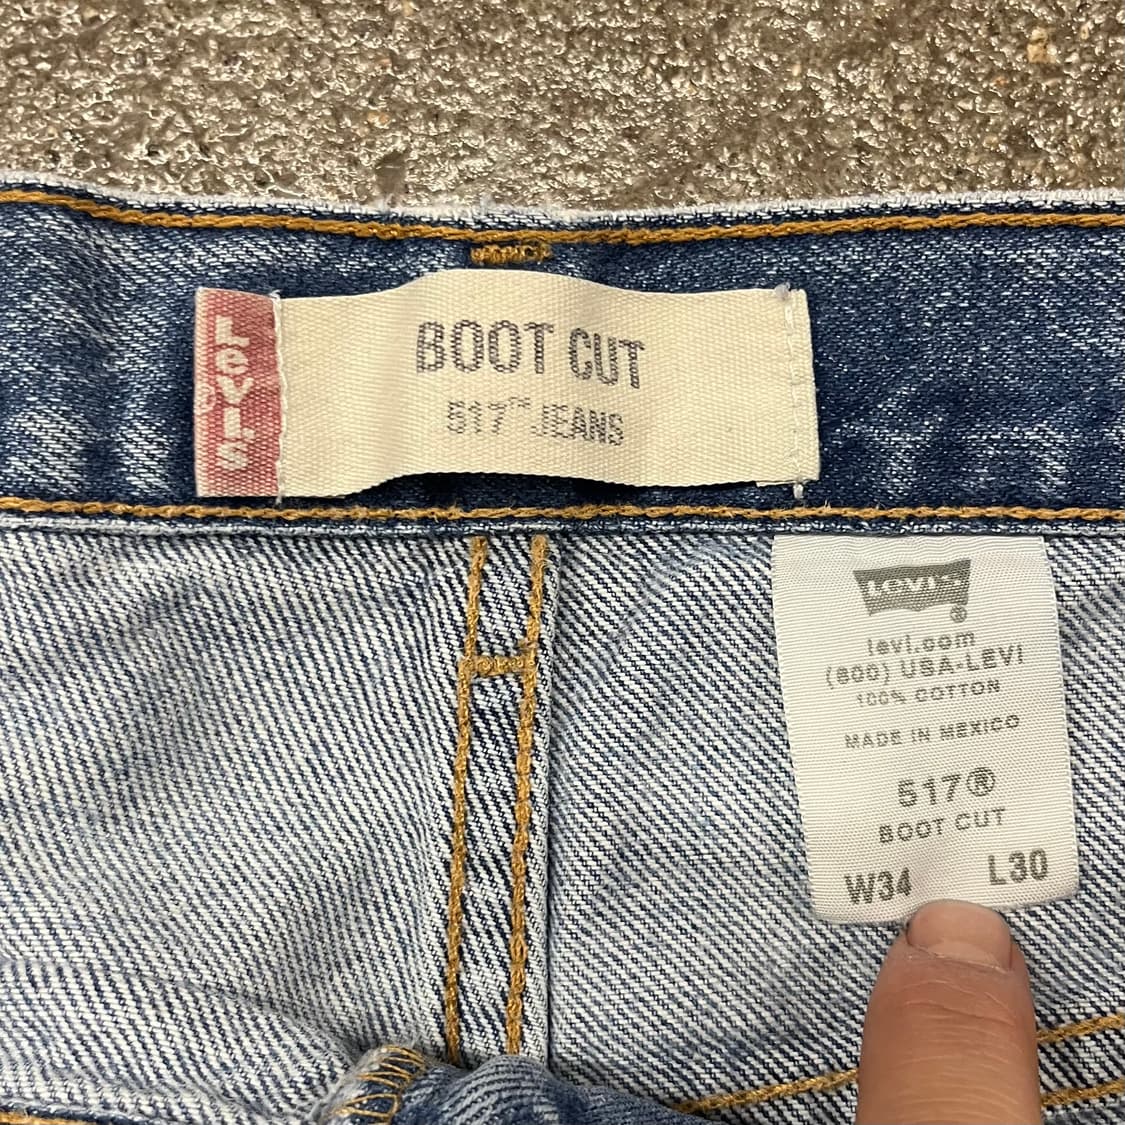 Levi's
BOOT CUT
517™ JEANS
LEVI'S
®
levi.com
(800) USA-LEVI
100% COTTON
MADE IN MEXICO
517®
BOOT CUT
W34 L30